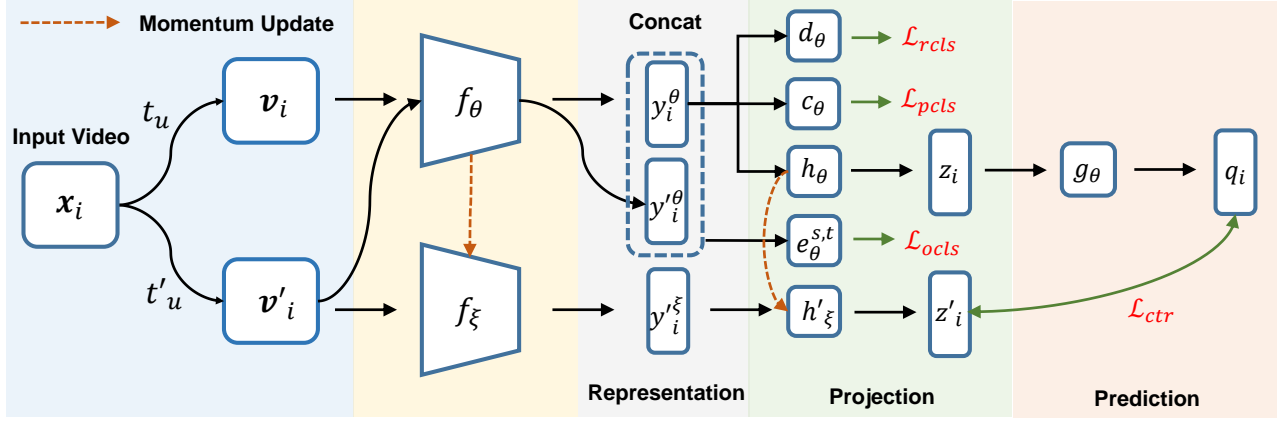 Momentum Update
Concat
Input Video
x_i
t_u
t'_u
v_i
v'_i
f_θ
f_ξ
y_i^θ
y'_i^θ
y'_i^ξ
d_θ
ℒ_rcls
c_θ
ℒ_pcls
h_θ
z_i
g_θ
q_i
e_θ^{s,t}
ℒ_ocls
h'_ξ
z'_i
ℒ_ctr
Representation
Projection
Prediction